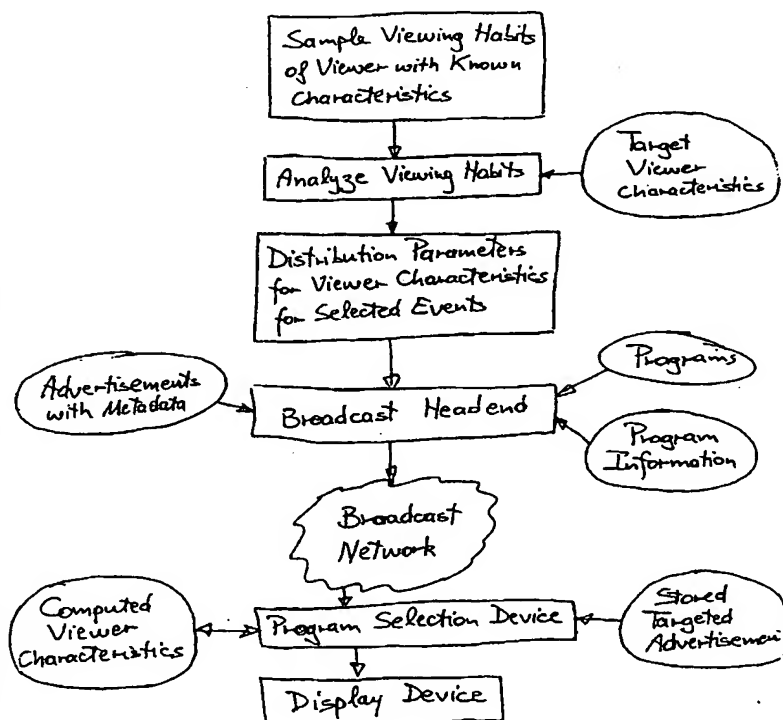 Sample Viewing Habits
of Viewer with Known
Characteristics
Target
Viewer
Characteristics
Analyze Viewing Habits
Distribution Parameters
for Viewer Characteristics
for Selected Events
Advertisements
with Metadata
Programs
Broadcast Headend
Program
Information
Broadcast
Network
Computed
Viewer
Characteristics
Program Selection Device
Stored
Targeted
Advertisemen
Display Device